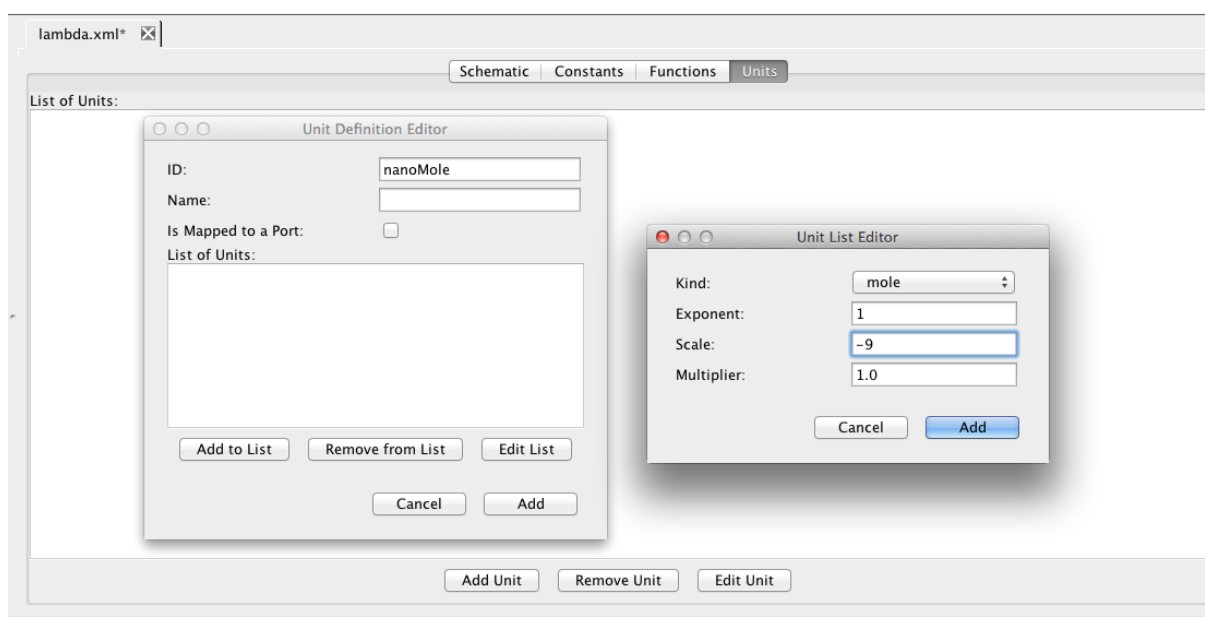 lambda.xml*
Schematic Constants Functions Units
List of Units:
Unit Definition Editor
ID: nanoMole
Name:
Is Mapped to a Port:
List of Units:
Add to List Remove from List Edit List
Cancel Add
Unit List Editor
Kind: mole
Exponent: 1
Scale: -9
Multiplier: 1.0
Cancel Add
Add Unit Remove Unit Edit Unit